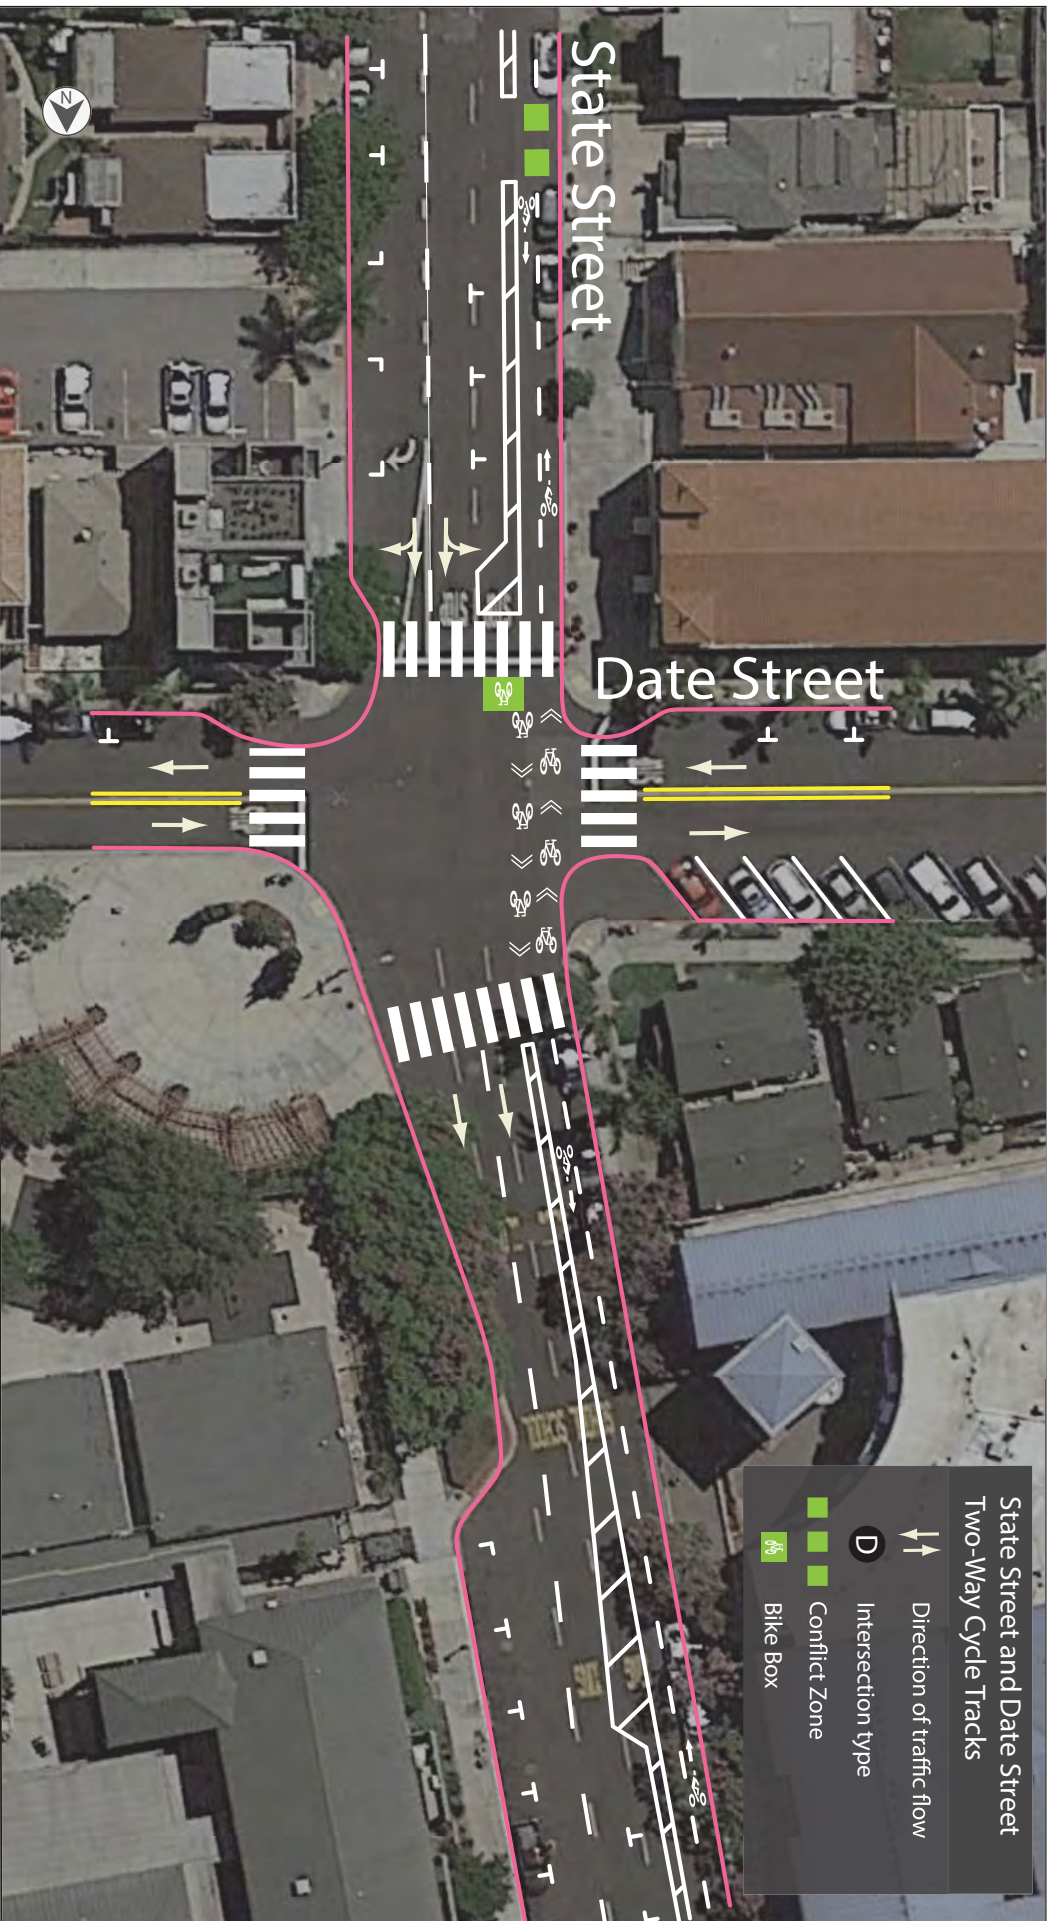 State Street
Date Street
State Street and Date Street
Two-Way Cycle Tracks
Direction of traffic flow
D
Intersection type
Conflict Zone
Bike Box
N
STOP